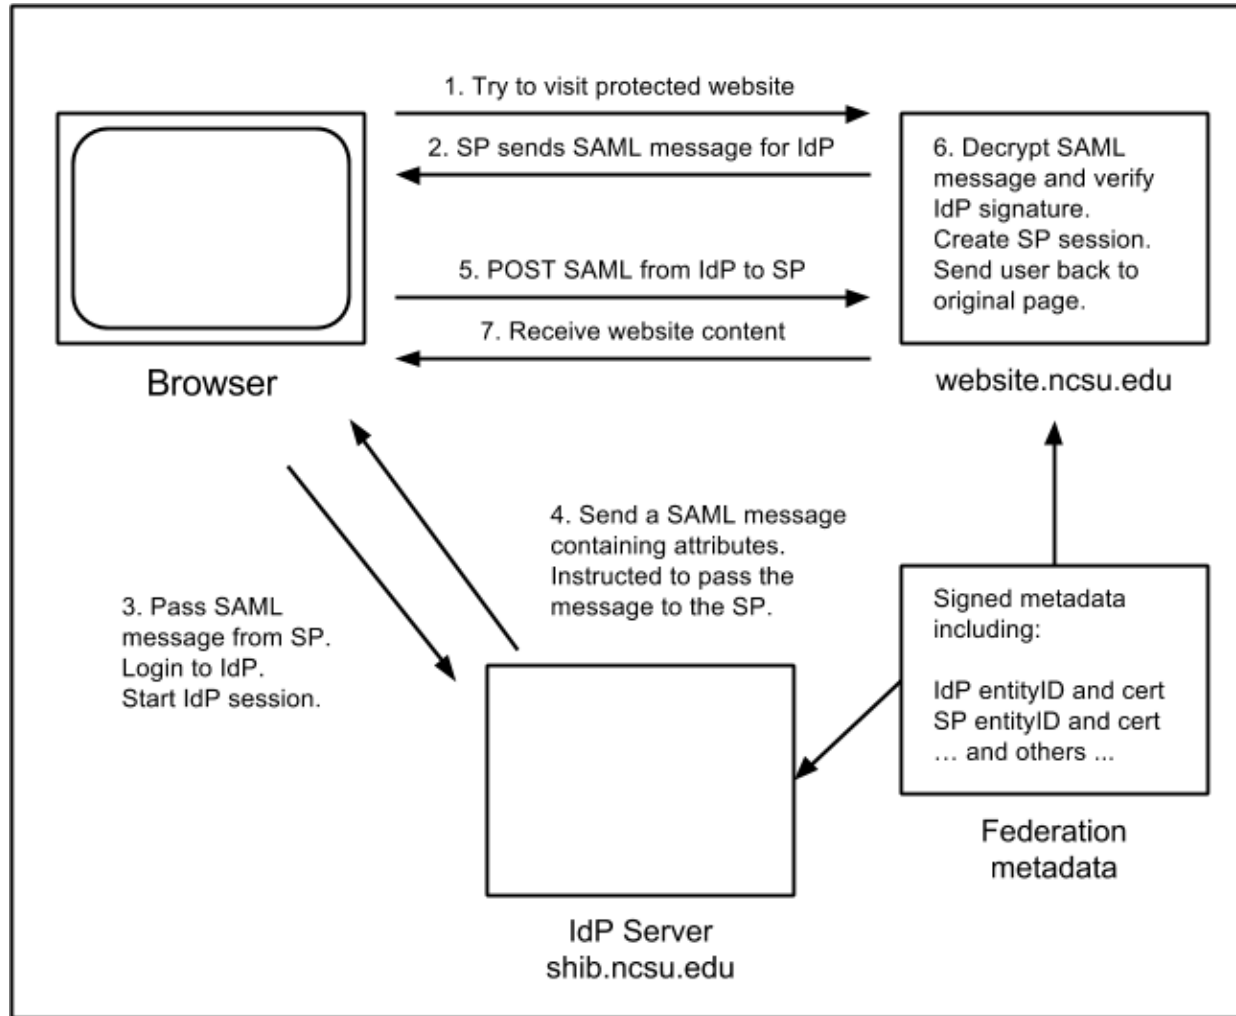 1. Try to visit protected website
2. SP sends SAML message for IdP
5. POST SAML from IdP to SP
7. Receive website content
Browser
6. Decrypt SAML
message and verify
IdP signature.
Create SP session.
Send user back to
original page.
website.ncsu.edu
3. Pass SAML
message from SP.
Login to IdP.
Start IdP session.
4. Send a SAML message
containing attributes.
Instructed to pass the
message to the SP.
Signed metadata
including:
IdP entityID and cert
SP entityID and cert
… and others ...
Federation
metadata
IdP Server
shib.ncsu.edu